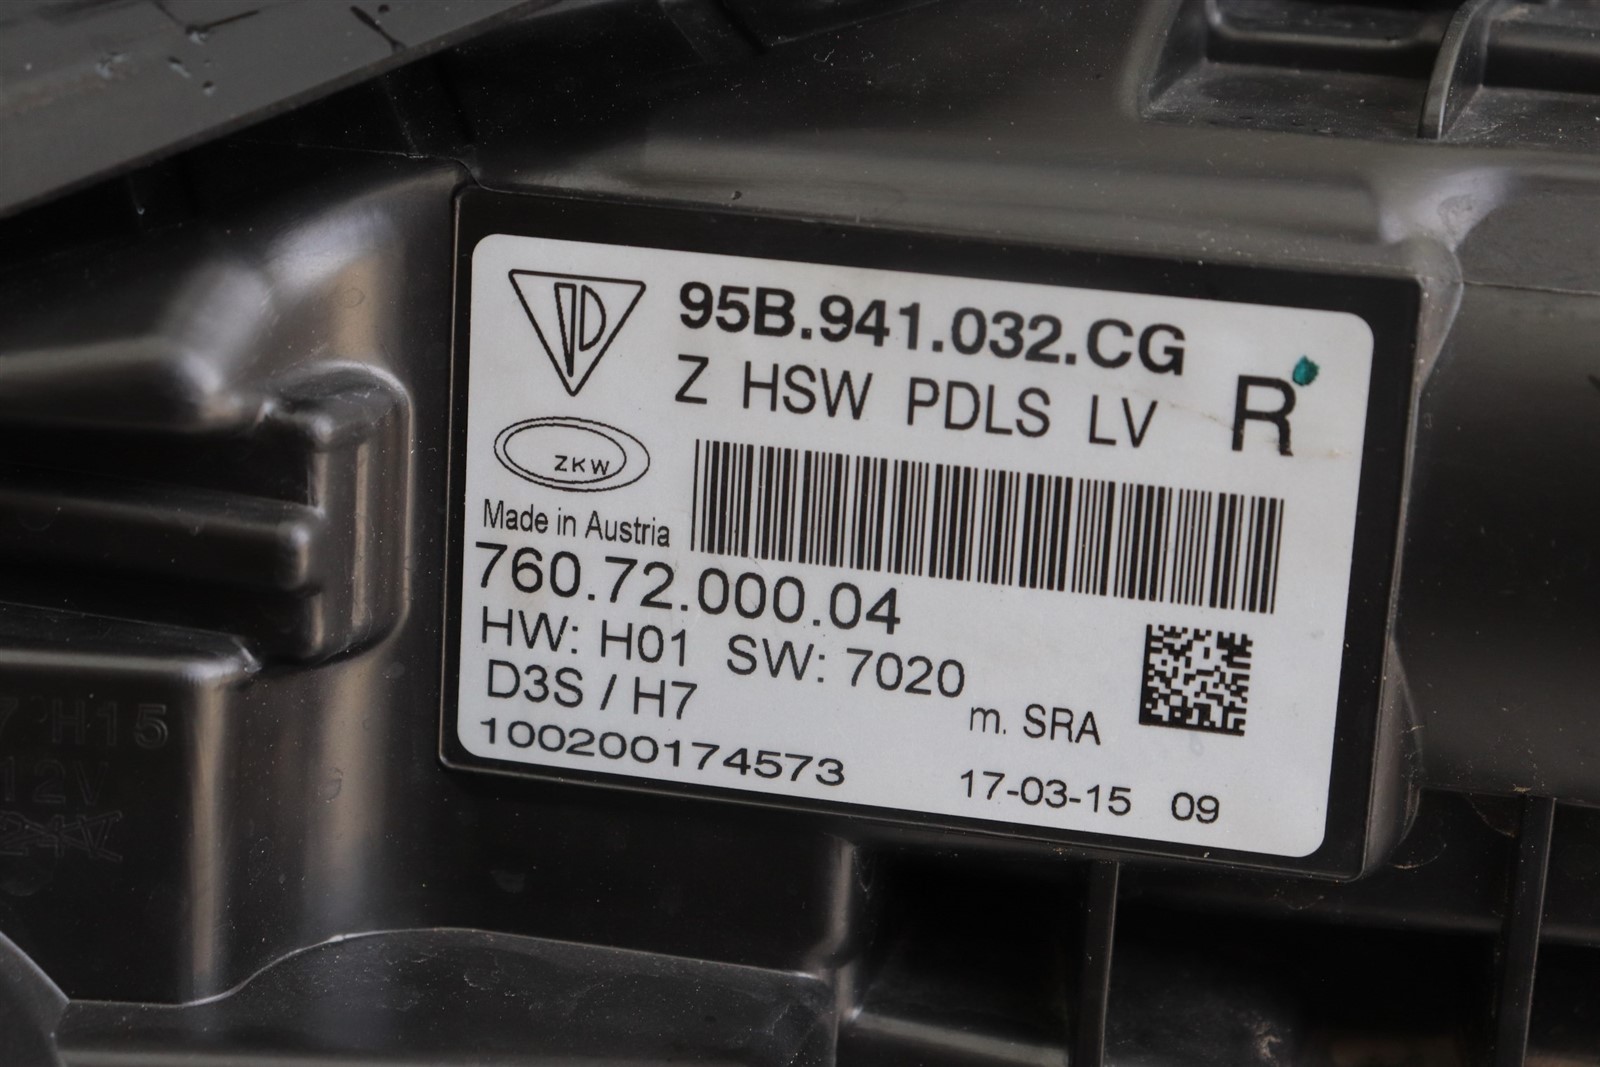 95B.941.032.CG
Z HSW PDLS LV R
ZKW
Made in Austria
760.72.000.04
HW: H01 SW: 7020
D3S / H7 m. SRA
100200174573 17-03-15 09
7 H15
12V